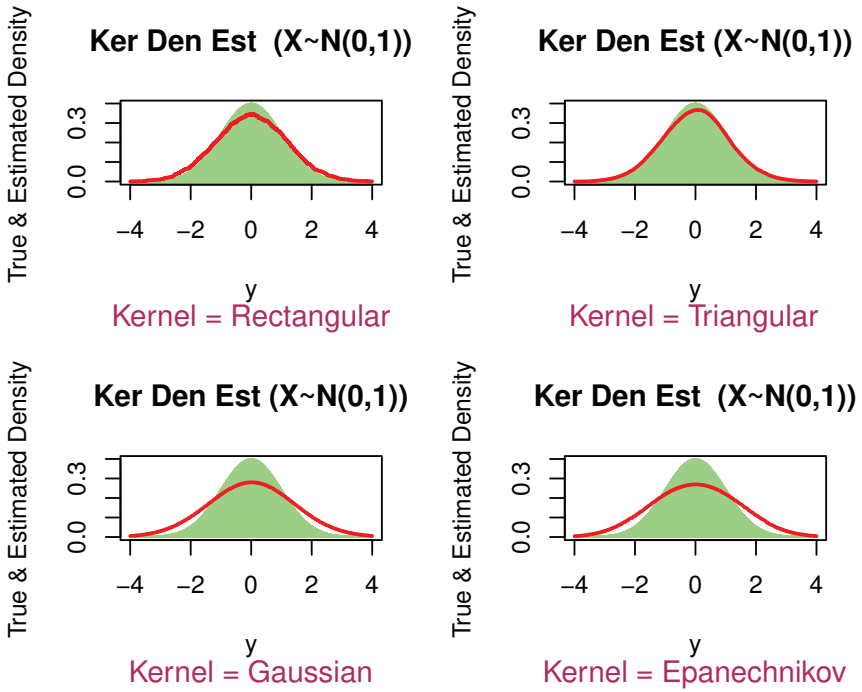 Ker Den Est (X~N(0,1))
True & Estimated Density
0.3
0.0
−4 −2 0 2 4
y
Kernel = Rectangular
Ker Den Est (X~N(0,1))
True & Estimated Density
0.3
0.0
−4 −2 0 2 4
y
Kernel = Triangular
Ker Den Est (X~N(0,1))
True & Estimated Density
0.3
0.0
−4 −2 0 2 4
y
Kernel = Gaussian
Ker Den Est (X~N(0,1))
True & Estimated Density
0.3
0.0
−4 −2 0 2 4
y
Kernel = Epanechnikov